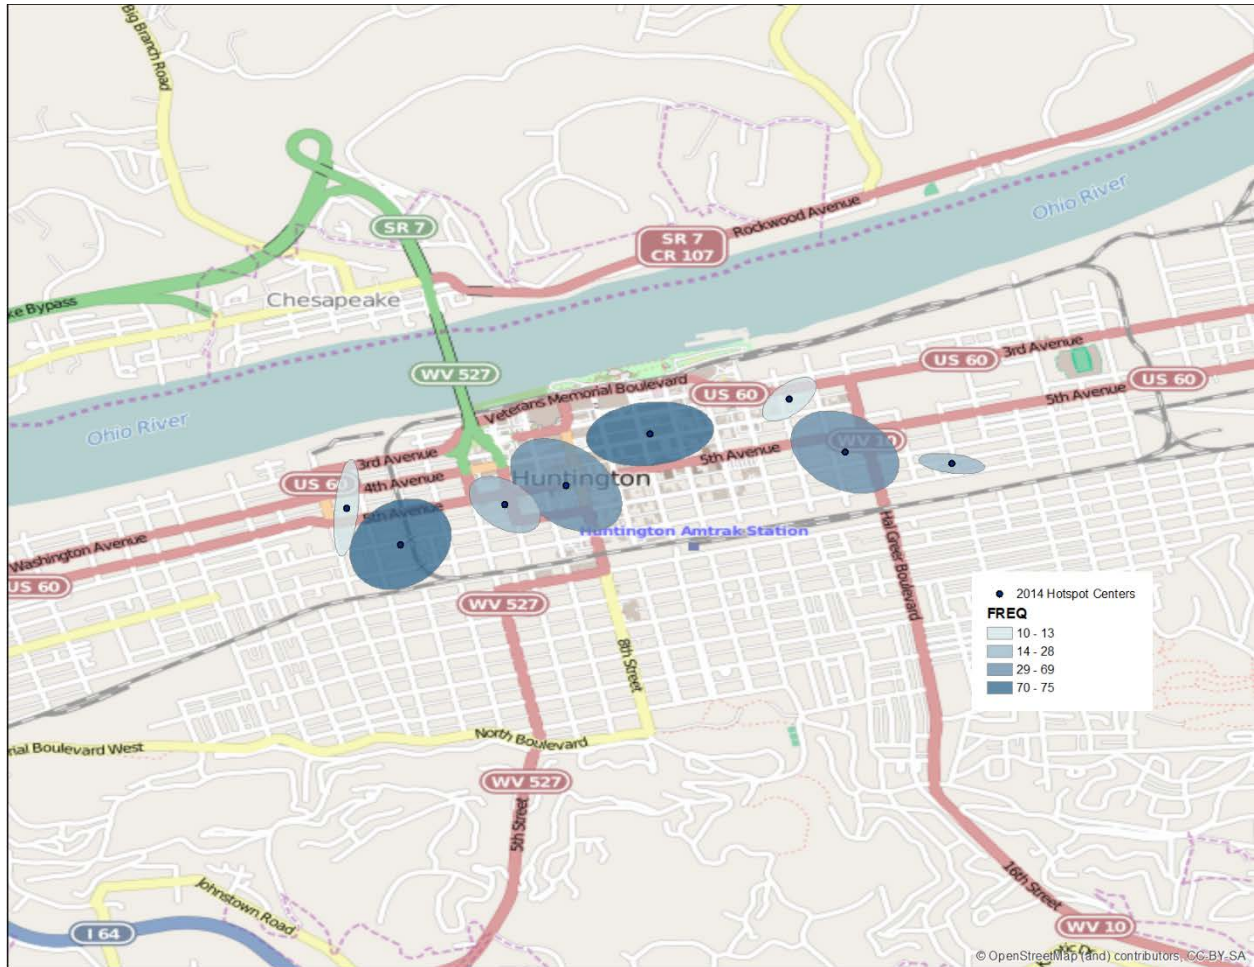 Big Branch Road
SR 7
Rockwood Avenue
Ohio River
SR 7
CR 107
Chesapeake
ke Bypass
WV 527
Veterans Memorial Boulevard
US 60
US 60
3rd Avenue
US 60
5th Avenue
Ohio River
3rd Avenue
5th Avenue
WV 10
US 60
4th Avenue
Huntington
5th Avenue
Washington Avenue
Huntington Amtrak Station
US 60
Hal Greer Boulevard
WV 527
8th Street
2014 Hotspot Centers
FREQ
10 - 13
14 - 28
29 - 69
70 - 75
rial Boulevard West
North Boulevard
WV 527
5th Street
Johnstown Road
16th Street
I 64
WV 10
© OpenStreetMap (and) contributors, CC-BY-SA